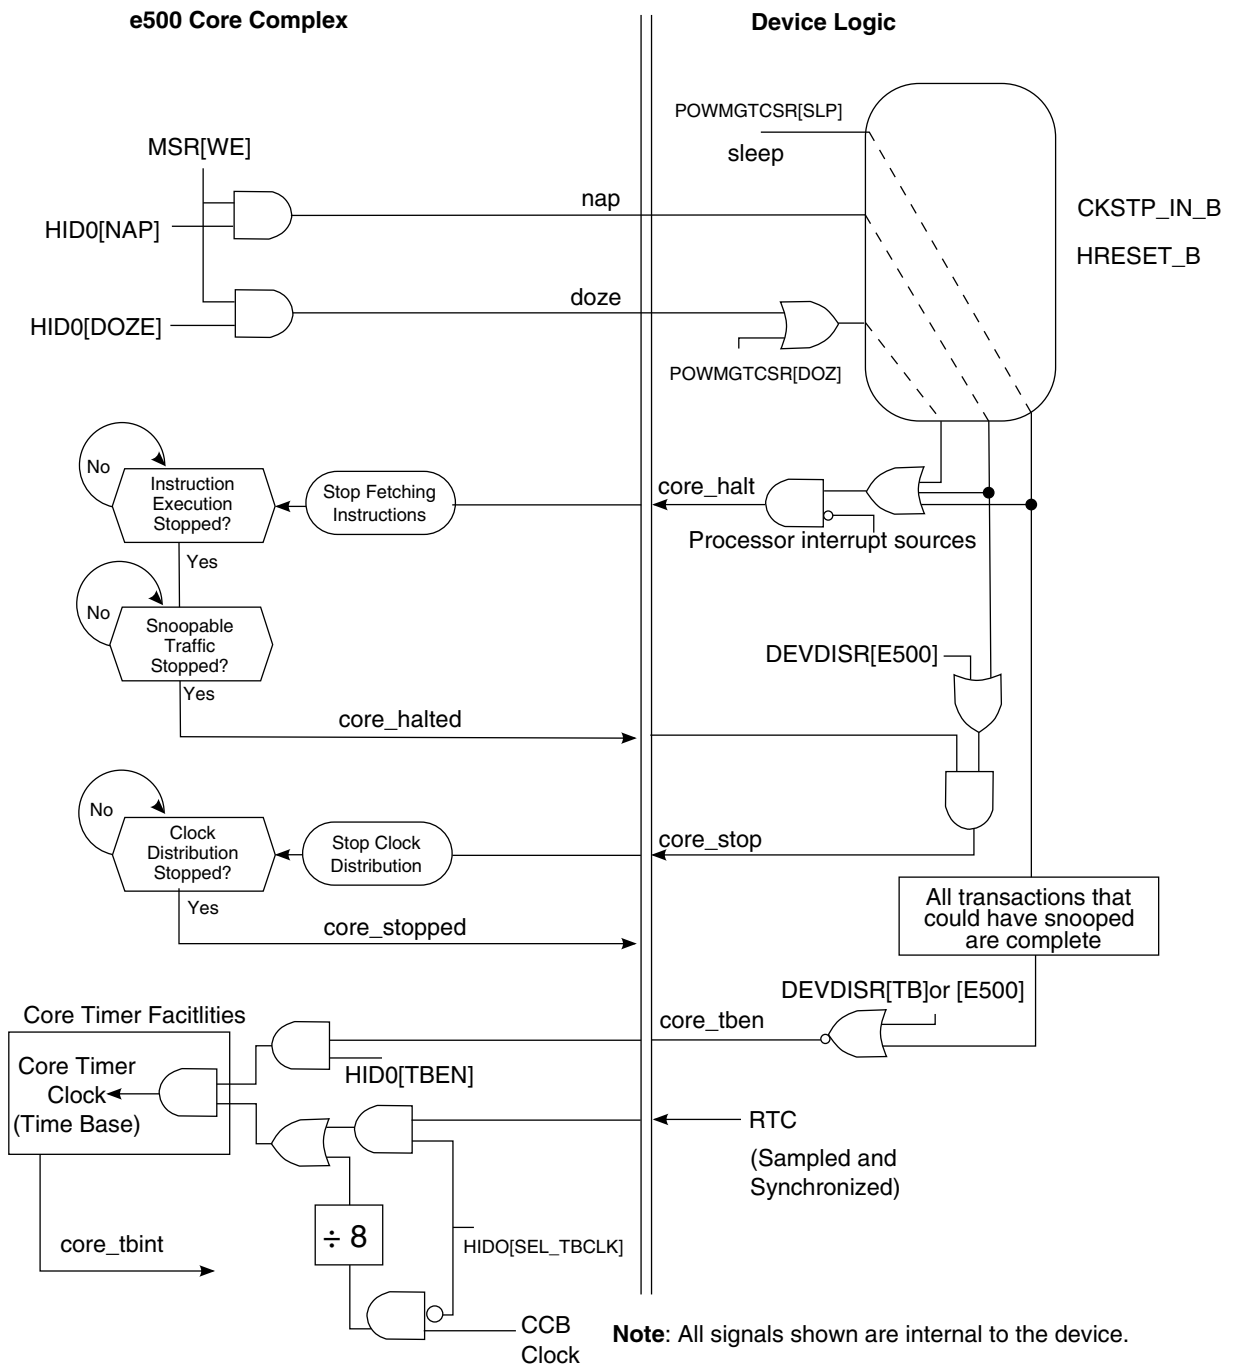 e500 Core Complex
Device Logic
POWMGTCSR[SLP]
sleep
MSR[WE]
nap
CKSTP_IN_B
HID0[NAP]
HRESET_B
doze
HID0[DOZE]
POWMGTCSR[DOZ]
No
Instruction
Execution
Stopped?
Stop Fetching
Instructions
core_halt
Processor interrupt sources
Yes
No
Snoopable
Traffic
Stopped?
DEVDISR[E500]
Yes
core_halted
No
Clock
Distribution
Stopped?
Stop Clock
Distribution
core_stop
Yes
core_stopped
All transactions that
could have snooped
are complete
DEVDISR[TB]or [E500]
Core Timer Facitlities
core_tben
Core Timer
Clock
(Time Base)
HID0[TBEN]
RTC
(Sampled and
Synchronized)
÷ 8
HIDO[SEL_TBCLK]
core_tbint
CCB
Clock
Note: All signals shown are internal to the device.